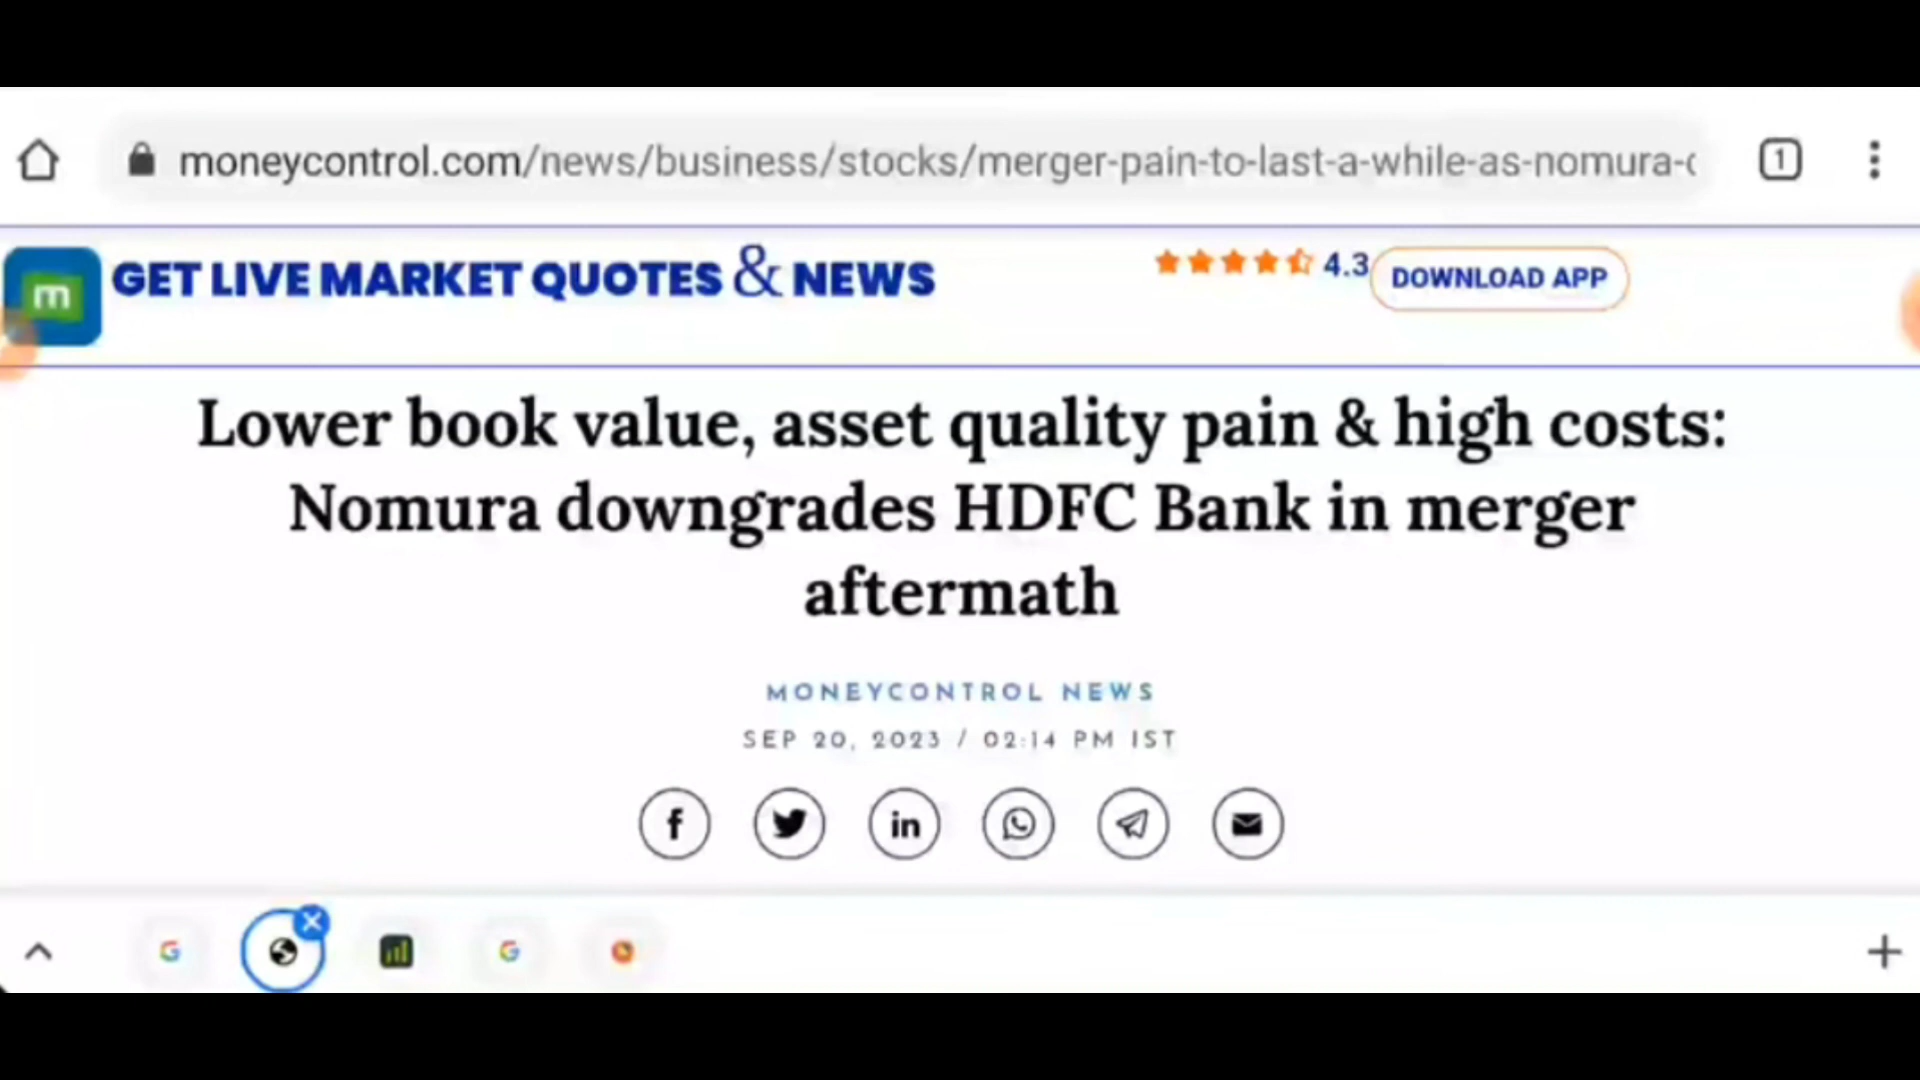 moneycontrol.com/news/business/stocks/merger-pain-to-last-a-while-as-nomura-
1
m
GET LIVE MARKET QUOTES & NEWS
4.3
DOWNLOAD APP
Lower book value, asset quality pain & high costs:
Nomura downgrades HDFC Bank in merger
aftermath
MONEYCONTROL NEWS
SEP 20, 2023 / 02:14 PM IST